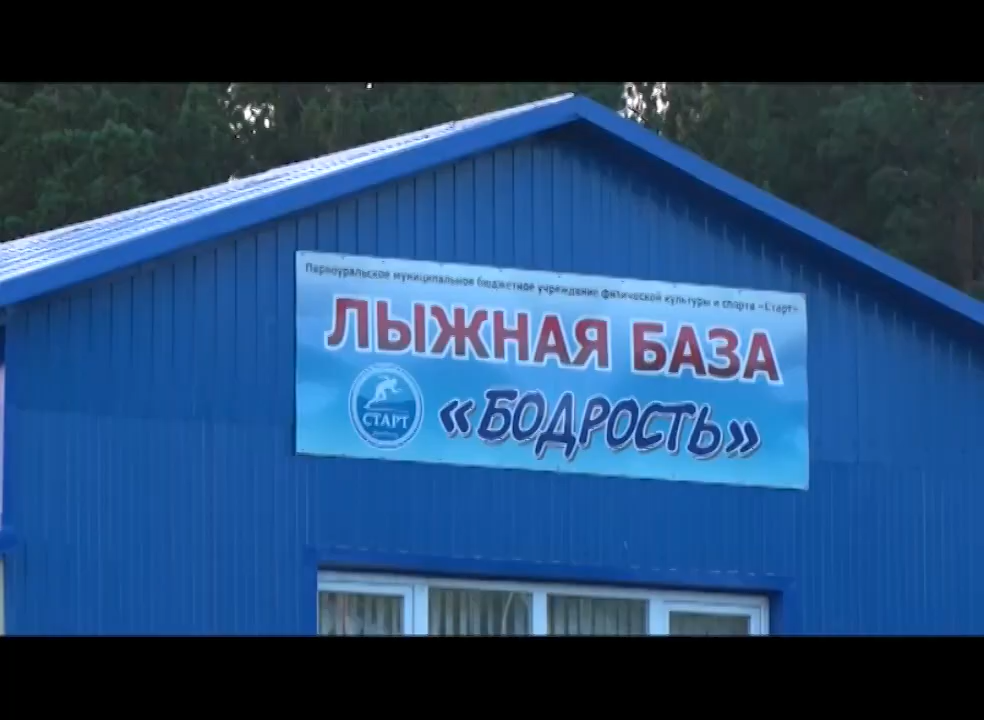 Первоуральское муниципальное бюджетное учреждение физической культуры и спорта «Старт»
ЛЫЖНАЯ БАЗА
СТАРТ
«БОДРОСТЬ»